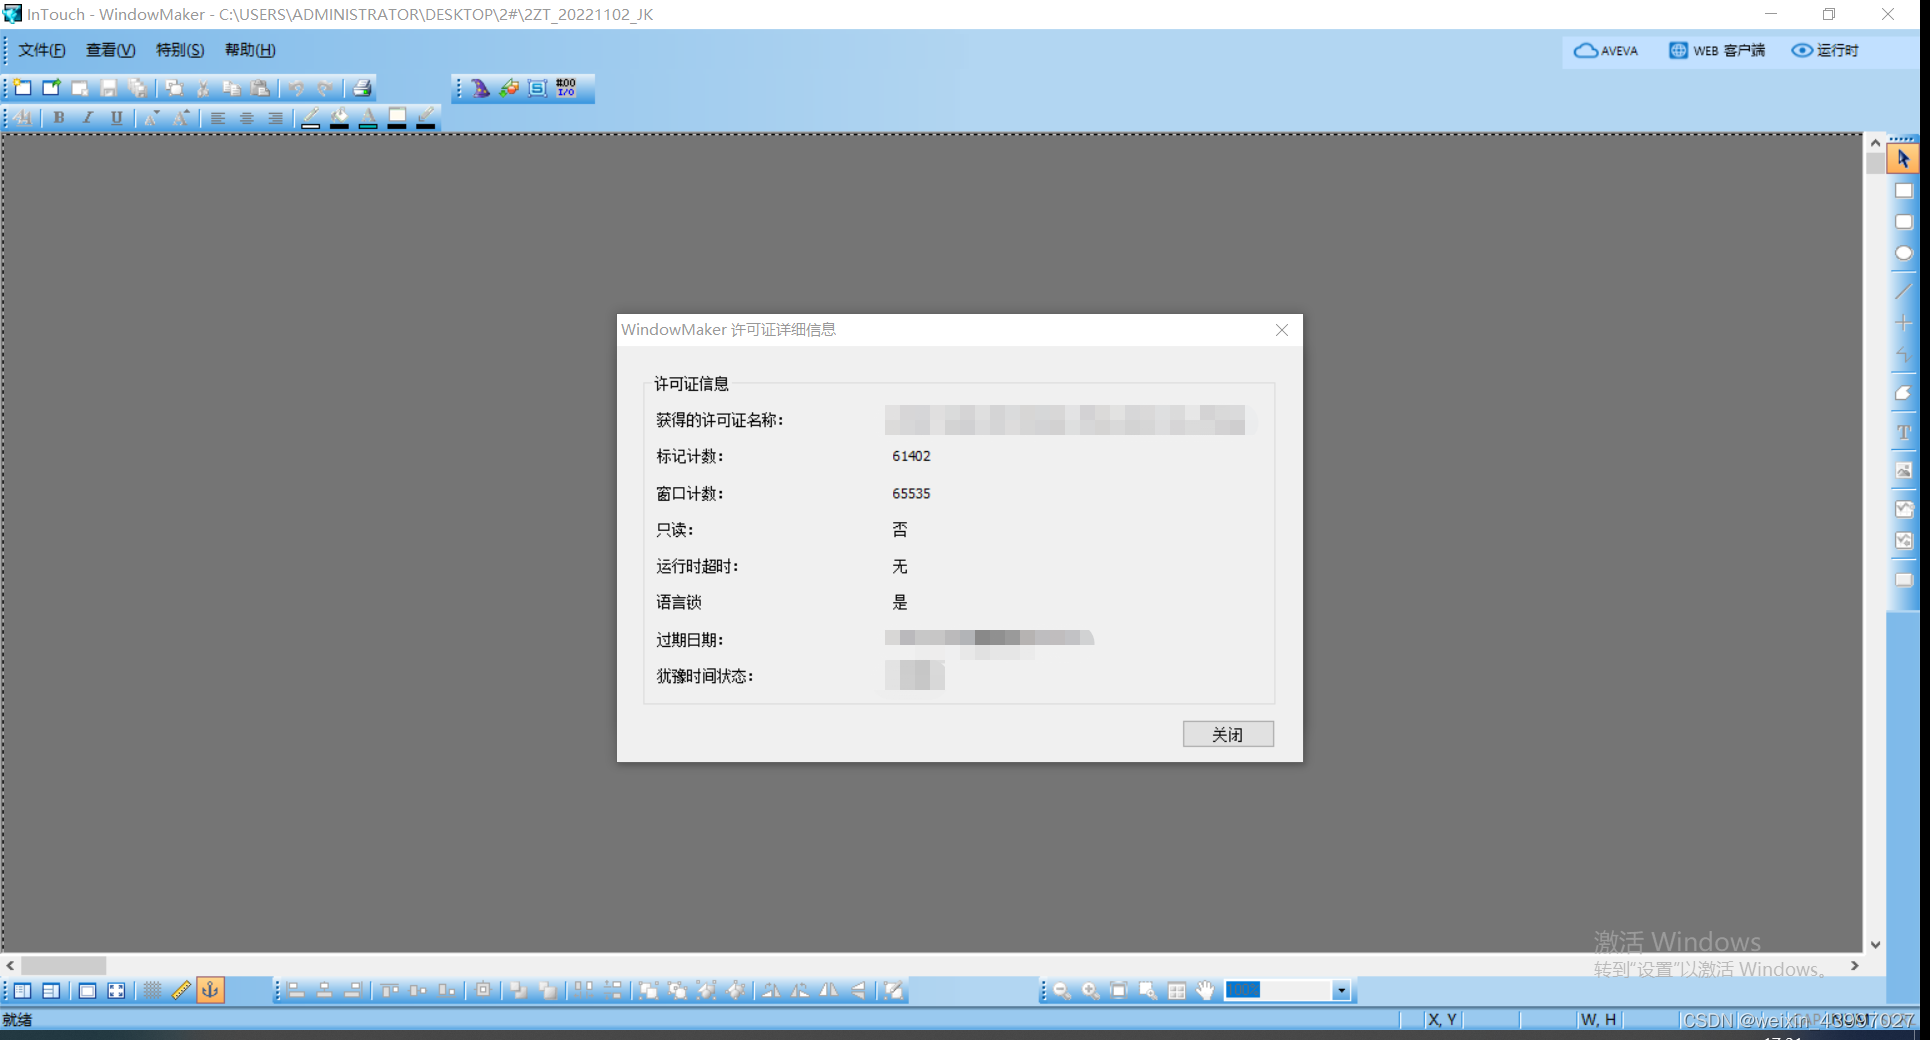 InTouch - WindowMaker - C:\USERS\ADMINISTRATOR\DESKTOP\2#\2ZT_20221102_JK
文件(F) 查看(V) 特别(S) 帮助(H)
AVEVA WEB 客户端 运行时
#:00
I/O
B I U
WindowMaker 许可证详细信息
许可证信息
获得的许可证名称:
标记计数: 61402
窗口计数: 65535
只读: 否
运行时超时: 无
语言锁 是
过期日期:
犹豫时间状态:
关闭
T
激活 Windows
转到"设置"以激活 Windows。
100%
就绪 X, Y W, H
CSDN @weixin_43997027